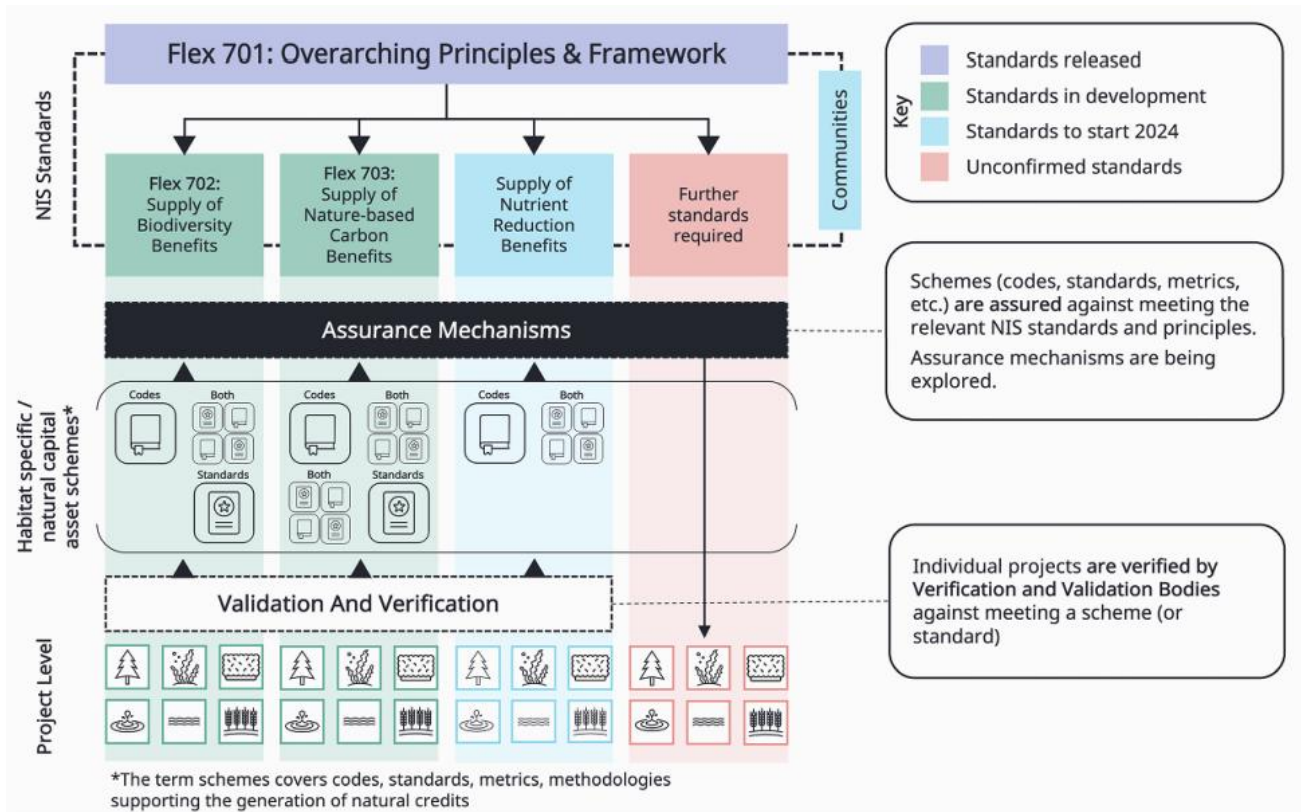 Flex 701: Overarching Principles & Framework
NIS Standards
Communities
Key
Standards released
Standards in development
Standards to start 2024
Unconfirmed standards
Flex 702:
Supply of
Biodiversity
Benefits
Flex 703:
Supply of
Nature-based
Carbon
Benefits
Supply of
Nutrient
Reduction
Benefits
Further
standards
required
Assurance Mechanisms
Schemes (codes, standards, metrics,
etc.) are assured against meeting the
relevant NIS standards and principles.
Assurance mechanisms are being
explored.
Habitat specific /
natural capital
asset schemes*
Codes
Both
Standards
Codes
Both
Both
Standards
Codes
Both
Validation And Verification
Individual projects are verified by
Verification and Validation Bodies
against meeting a scheme (or
standard)
Project Level
*The term schemes covers codes, standards, metrics, methodologies
supporting the generation of natural credits